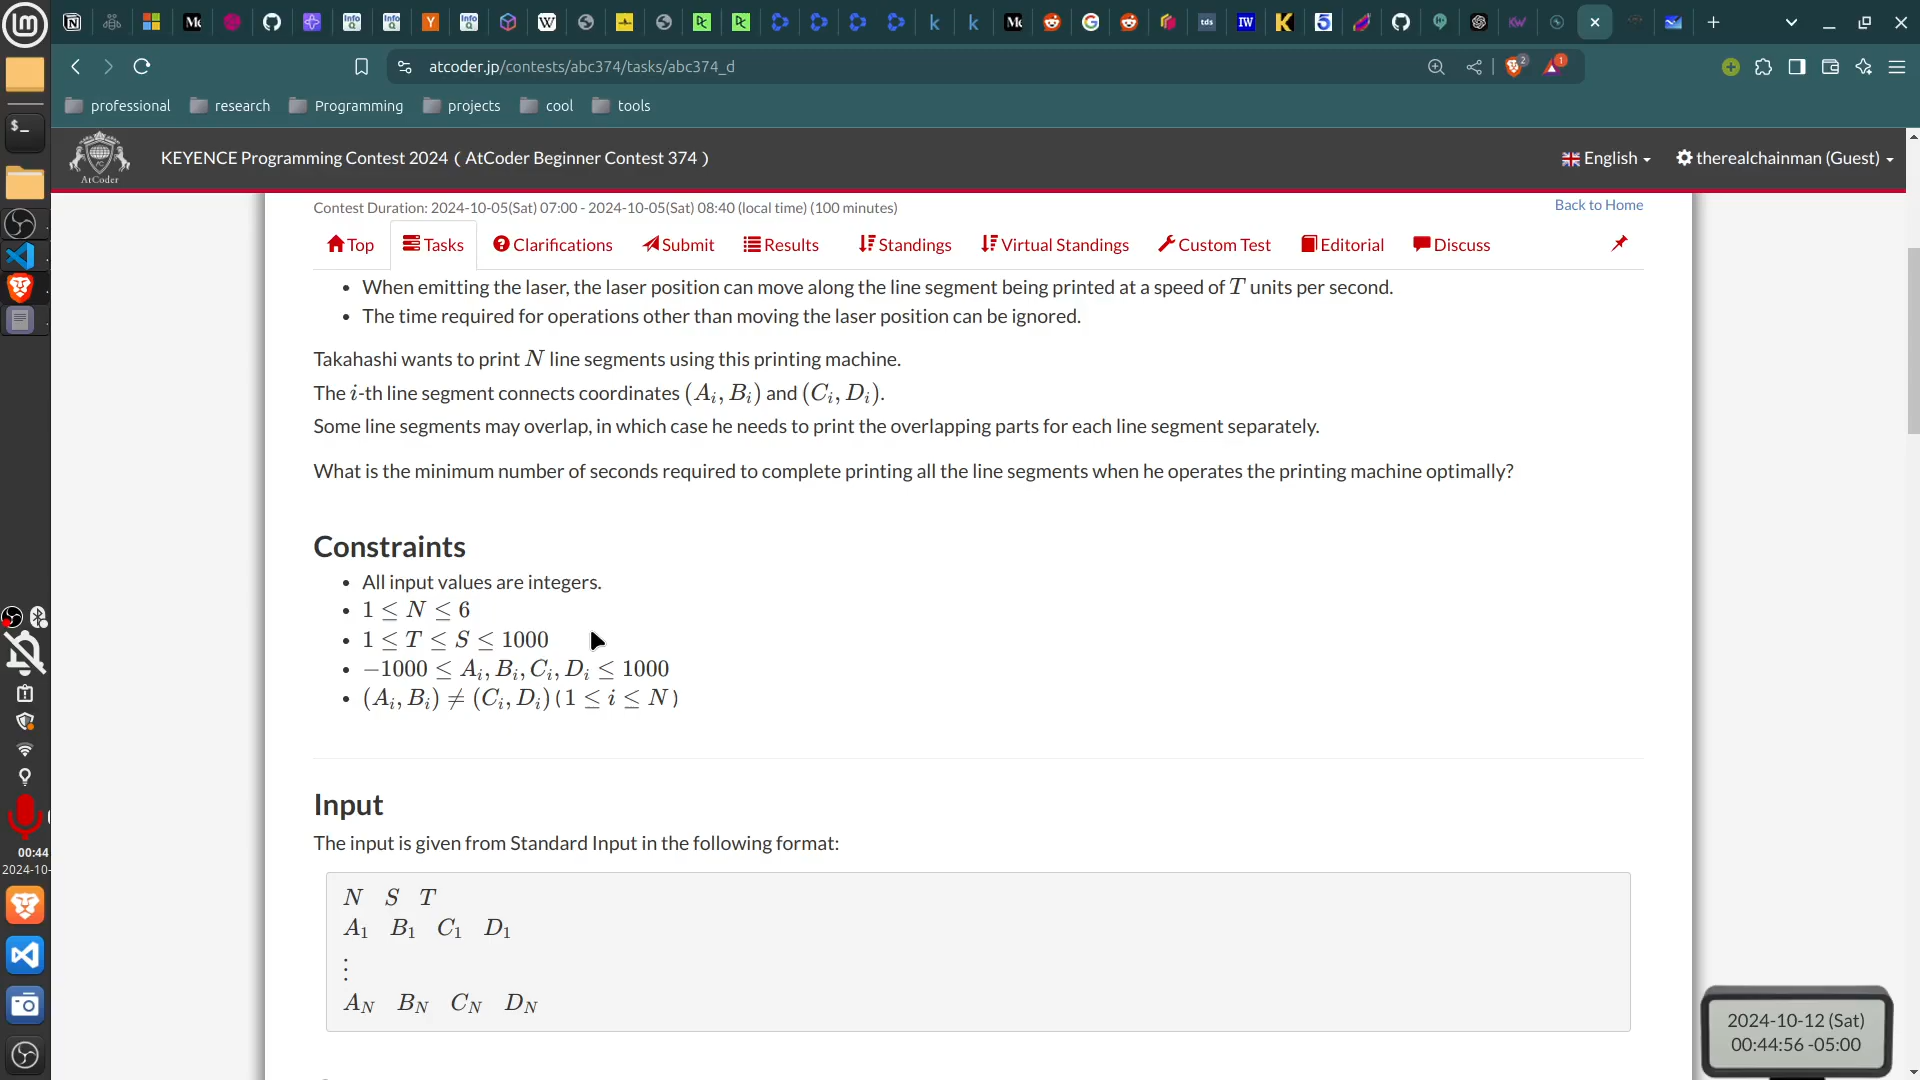 atcoder.jp/contests/abc374/tasks/abc374_d
2
1
professional
research
Programming
projects
cool
tools
AtCoder
KEYENCE Programming Contest 2024 ( AtCoder Beginner Contest 374 )
English
therealchainman (Guest)
Contest Duration: 2024-10-05(Sat) 07:00 - 2024-10-05(Sat) 08:40 (local time) (100 minutes)
Back to Home
Top
Tasks
Clarifications
Submit
Results
Standings
Virtual Standings
Custom Test
Editorial
Discuss
• When emitting the laser, the laser position can move along the line segment being printed at a speed of T units per second.
• The time required for operations other than moving the laser position can be ignored.
Takahashi wants to print N line segments using this printing machine.
The i-th line segment connects coordinates (A_i, B_i) and (C_i, D_i).
Some line segments may overlap, in which case he needs to print the overlapping parts for each line segment separately.
What is the minimum number of seconds required to complete printing all the line segments when he operates the printing machine optimally?
Constraints
• All input values are integers.
• 1 ≤ N ≤ 6
• 1 ≤ T ≤ S ≤ 1000
• −1000 ≤ A_i, B_i, C_i, D_i ≤ 1000
• (A_i, B_i) ≠ (C_i, D_i) ( 1 ≤ i ≤ N )
Input
The input is given from Standard Input in the following format:
N S T
A_1 B_1 C_1 D_1
⋮
A_N B_N C_N D_N
00:44
2024-10-
2024-10-12 (Sat)
00:44:56 -05:00